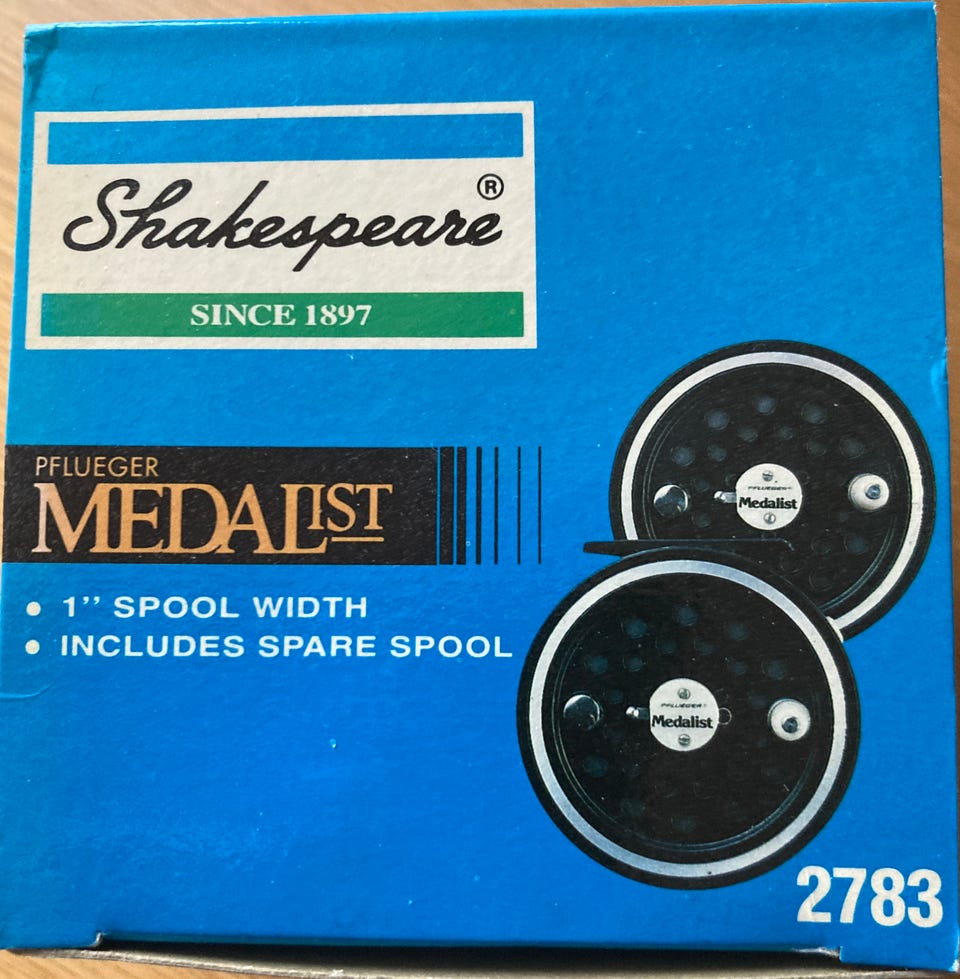 Shakespeare®
SINCE 1897
PFLUEGER
MEDALIST
• 1” SPOOL WIDTH
• INCLUDES SPARE SPOOL
PFLUEGER
Medalist
PFLUEGER
Medalist
2783